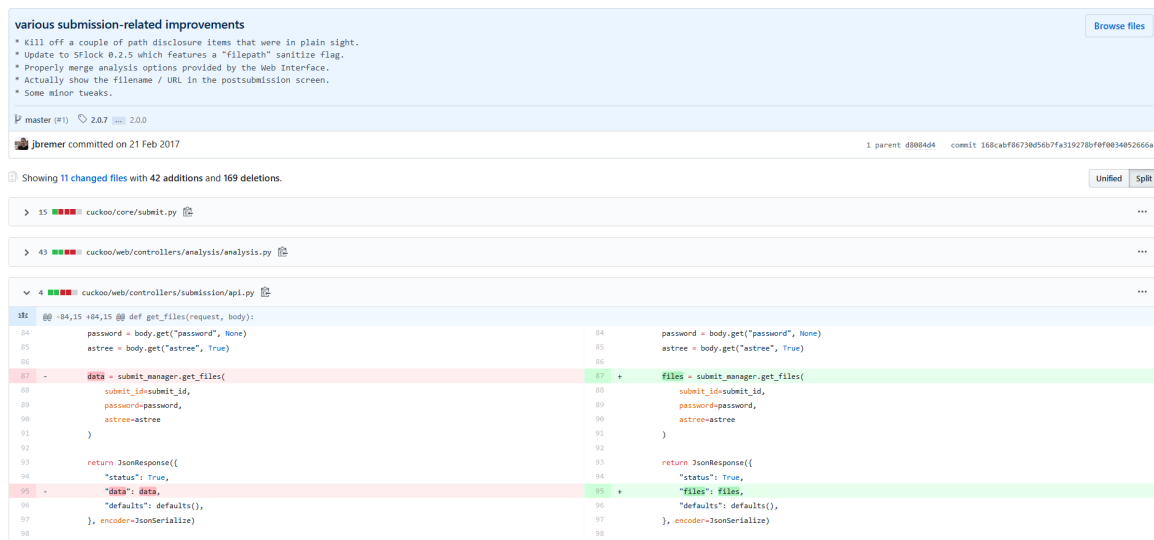 various submission-related improvements
Browse files
* Kill off a couple of path disclosure items that were in plain sight.
* Update to SFlock 0.2.5 which features a "filepath" sanitize flag.
* Properly merge analysis options provided by the Web Interface.
* Actually show the filename / URL in the postsubmission screen.
* Some minor tweaks.
master (#1) 2.0.7 ... 2.0.0
jbremer committed on 21 Feb 2017
1 parent d8084d4 commit 168cabf86730d56b7fa319278bf0f0034052666a
Showing 11 changed files with 42 additions and 169 deletions.
Unified Split
15 cuckoo/core/submit.py ...
43 cuckoo/web/controllers/analysis/analysis.py ...
4 cuckoo/web/controllers/submission/api.py ...
@@ -84,15 +84,15 @@ def get_files(request, body):
84 password = body.get("password", None) 84 password = body.get("password", None)
85 astree = body.get("astree", True) 85 astree = body.get("astree", True)
86 86
87 - data = submit_manager.get_files( 87 + files = submit_manager.get_files(
88 submit_id=submit_id, 88 submit_id=submit_id,
89 password=password, 89 password=password,
90 astree=astree 90 astree=astree
91 ) 91 )
92 92
93 return JsonResponse({ 93 return JsonResponse({
94 "status": True, 94 "status": True,
95 - "data": data, 95 + "files": files,
96 "defaults": defaults(), 96 "defaults": defaults(),
97 }, encoder=JsonSerialize) 97 }, encoder=JsonSerialize)
98 98